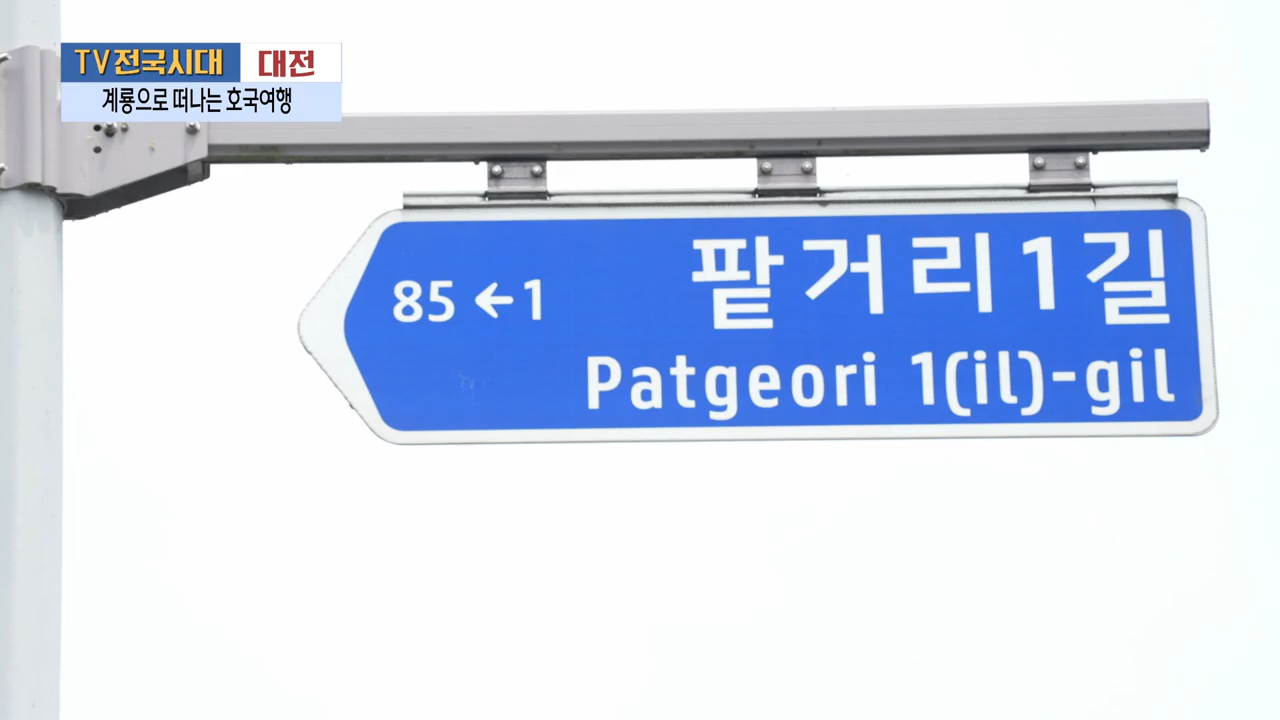 TV전국시대 대전
계룡으로 떠나는 호국여행
팥거리1길
85 ←1
Patgeori 1(il)-gil